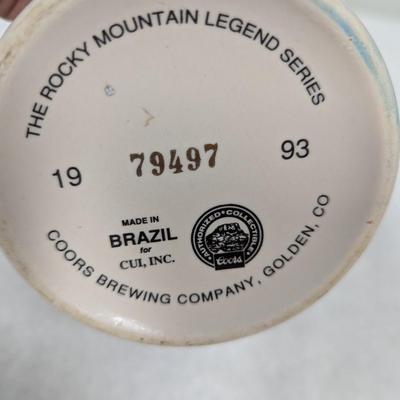 THE ROCKY MOUNTAIN LEGEND SERIES
19 93
79497
MADE IN
BRAZIL
for
CUI, INC.
AUTHORIZED • COLLECTIBLE
Coors
COORS BREWING COMPANY, GOLDEN, CO